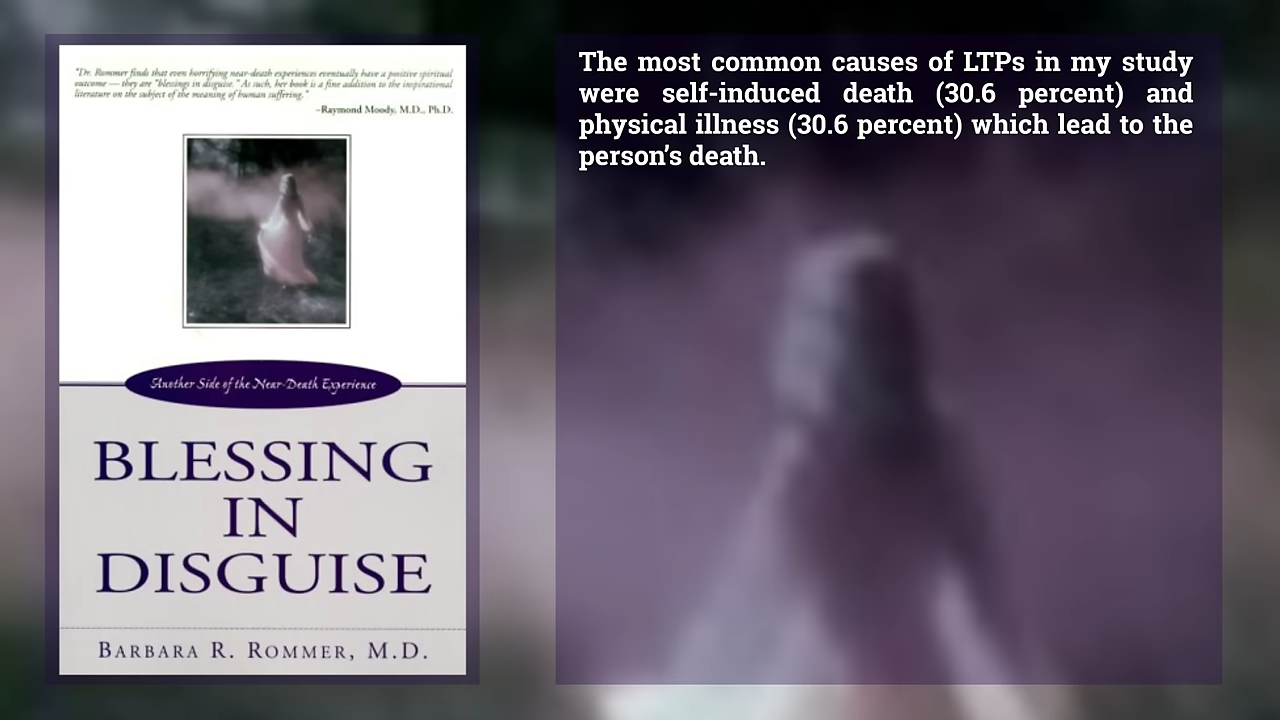 "Dr. Rommer finds that even horrifying near-death experiences eventually have a positive spiritual
outcome — they are "blessings in disguise." As such, her book is a fine addition to the inspirational
literature on the subject of the meaning of human suffering."
–Raymond Moody, M.D., Ph.D.
Another Side of the Near-Death Experience
BLESSING
IN
DISGUISE
BARBARA R. ROMMER, M.D.
The most common causes of LTPs in my study
were self-induced death (30.6 percent) and
physical illness (30.6 percent) which lead to the
person's death.